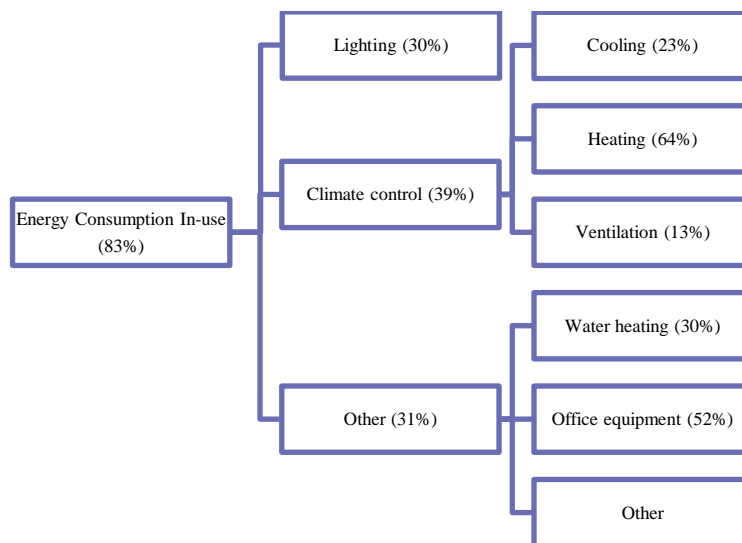 Lighting (30%)
Cooling (23%)
Heating (64%)
Climate control (39%)
Energy Consumption In-use
(83%)
Ventilation (13%)
Water heating (30%)
Other (31%)
Office equipment (52%)
Other